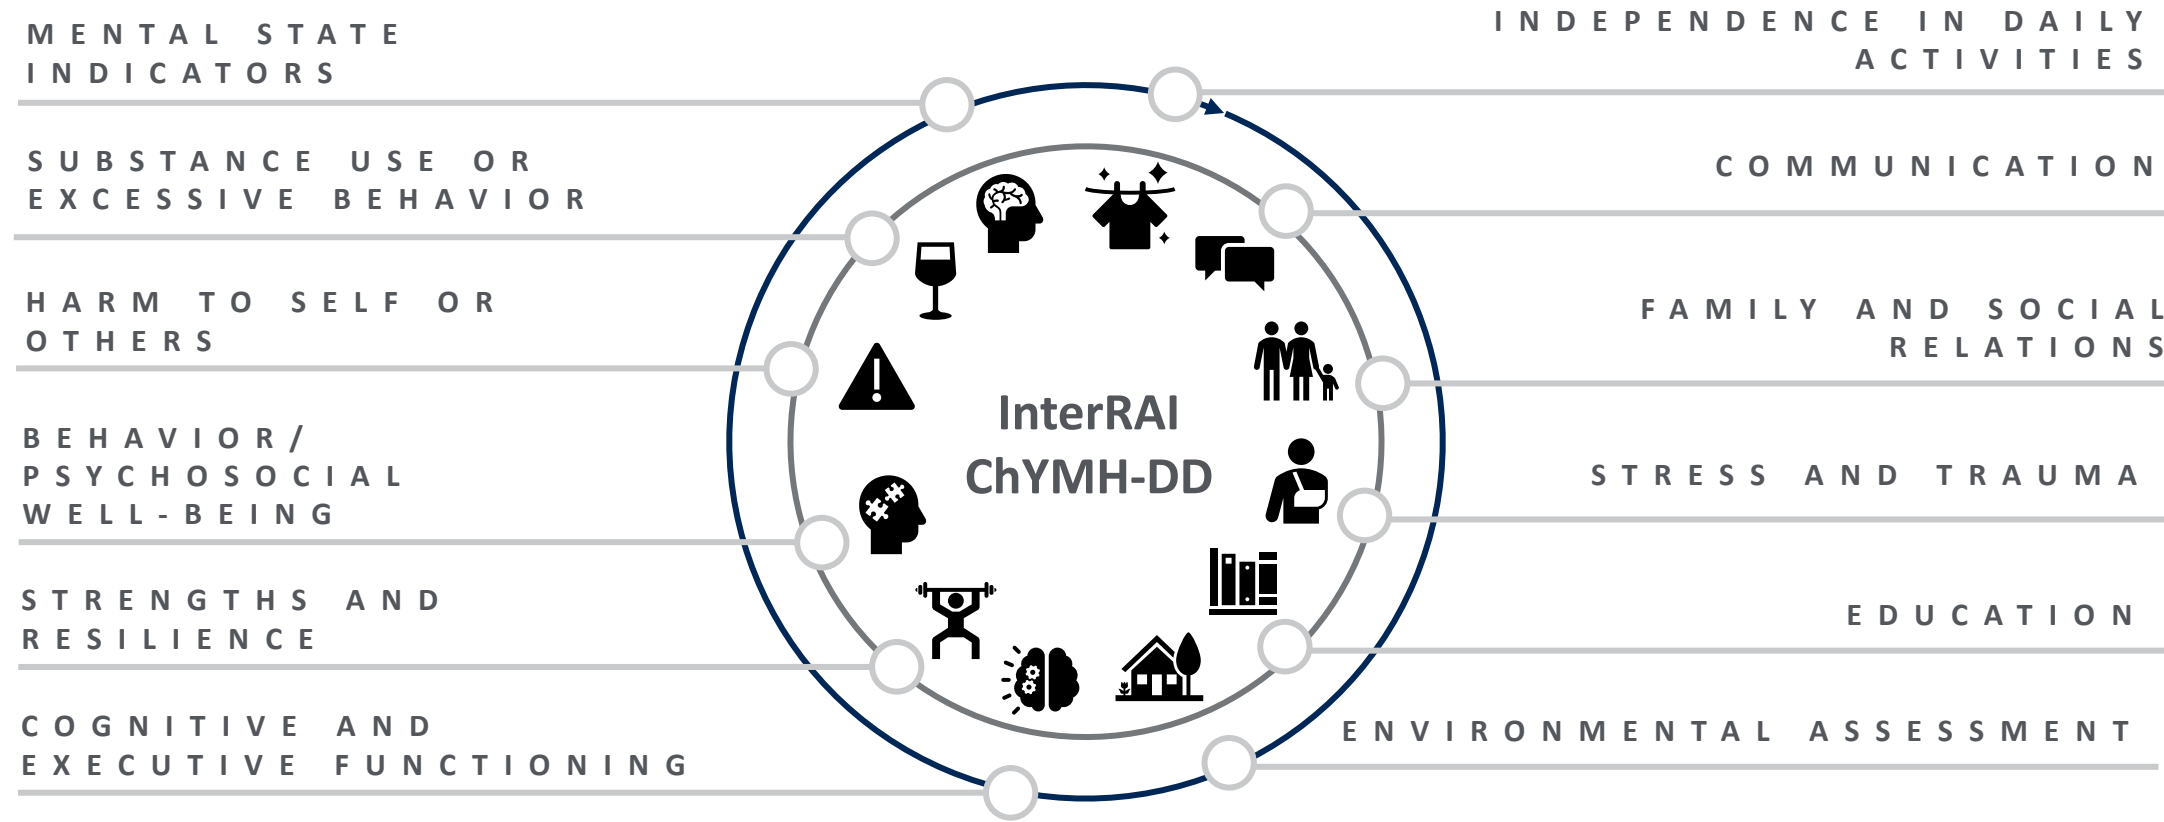 MENTAL STATE
INDICATORS
SUBSTANCE USE OR
EXCESSIVE BEHAVIOR
HARM TO SELF OR
OTHERS
BEHAVIOR/
PSYCHOSOCIAL
WELL-BEING
STRENGTHS AND
RESILIENCE
COGNITIVE AND
EXECUTIVE FUNCTIONING
InterRAI
ChYMH-DD
INDEPENDENCE IN DAILY
ACTIVITIES
COMMUNICATION
FAMILY AND SOCIAL
RELATIONS
STRESS AND TRAUMA
EDUCATION
ENVIRONMENTAL ASSESSMENT